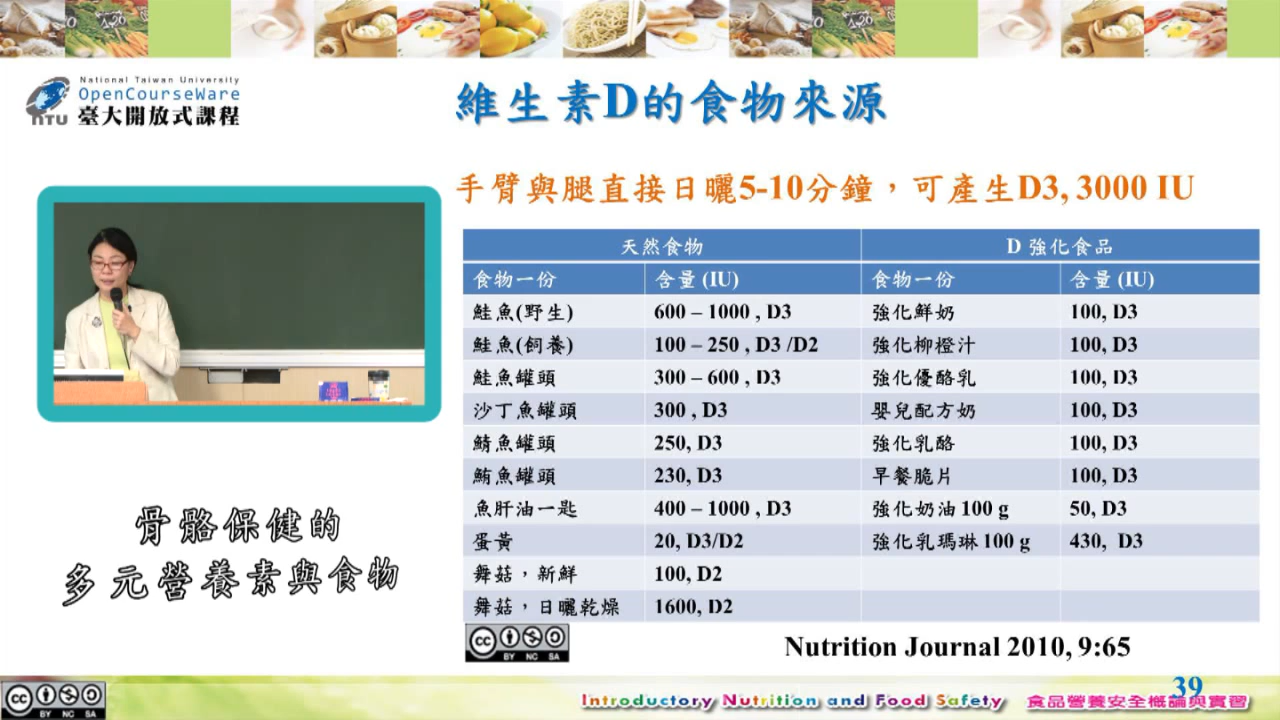 National Taiwan University
OpenCourseWare
NTU 臺大開放式課程
維生素D的食物來源
手臂與腿直接日曬5-10分鐘，可產生D3, 3000 IU
天然食物 D 強化食品
食物一份 含量 (IU) 食物一份 含量 (IU)
鮭魚(野生) 600 – 1000 , D3 強化鮮奶 100, D3
鮭魚(飼養) 100 – 250 , D3 /D2 強化柳橙汁 100, D3
鮭魚罐頭 300 – 600 , D3 強化優酪乳 100, D3
沙丁魚罐頭 300 , D3 嬰兒配方奶 100, D3
鯖魚罐頭 250, D3 強化乳酪 100, D3
鮪魚罐頭 230, D3 早餐脆片 100, D3
魚肝油一匙 400 – 1000 , D3 強化奶油 100 g 50, D3
蛋黃 20, D3/D2 強化乳瑪琳 100 g 430, D3
舞菇，新鮮 100, D2
舞菇，日曬乾燥 1600, D2
骨骼保健的
多元營養素與食物
cc BY NC SA
Nutrition Journal 2010, 9:65
39
cc BY NC SA
Introductory Nutrition and Food Safety 食品營養安全概論與實習